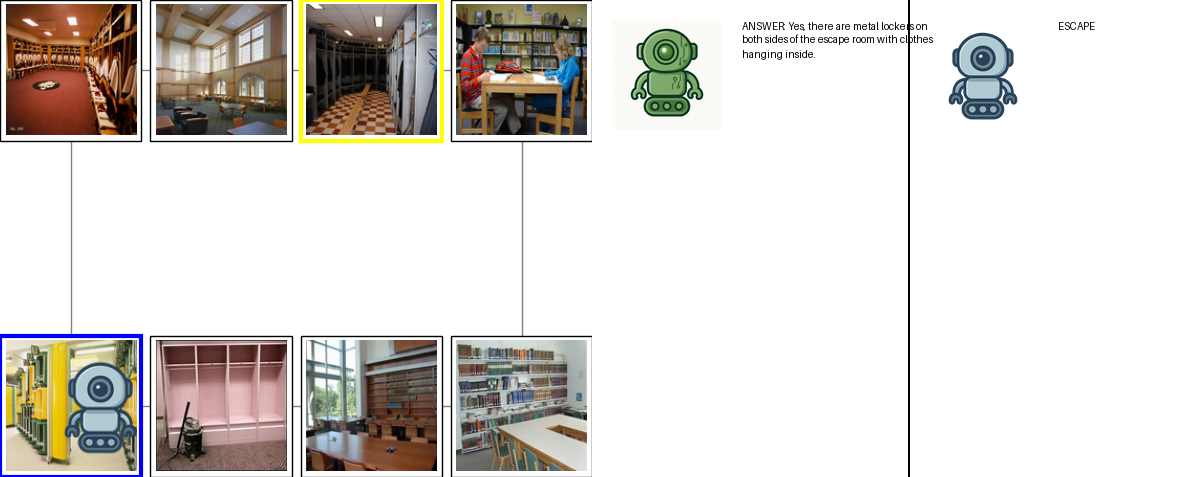 ANSWER: Yes, there are metal lockers on
both sides of the escape room with clothes
hanging inside.
ESCAPE